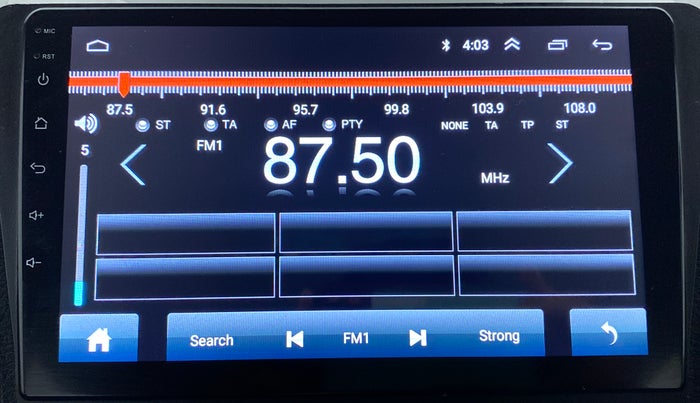 MIC
4:03
RST
87.5 91.6 95.7 99.8 103.9 108.0
ST TA AF PTY NONE TA TP ST
5
FM1 87.50 MHz
Search FM1 Strong